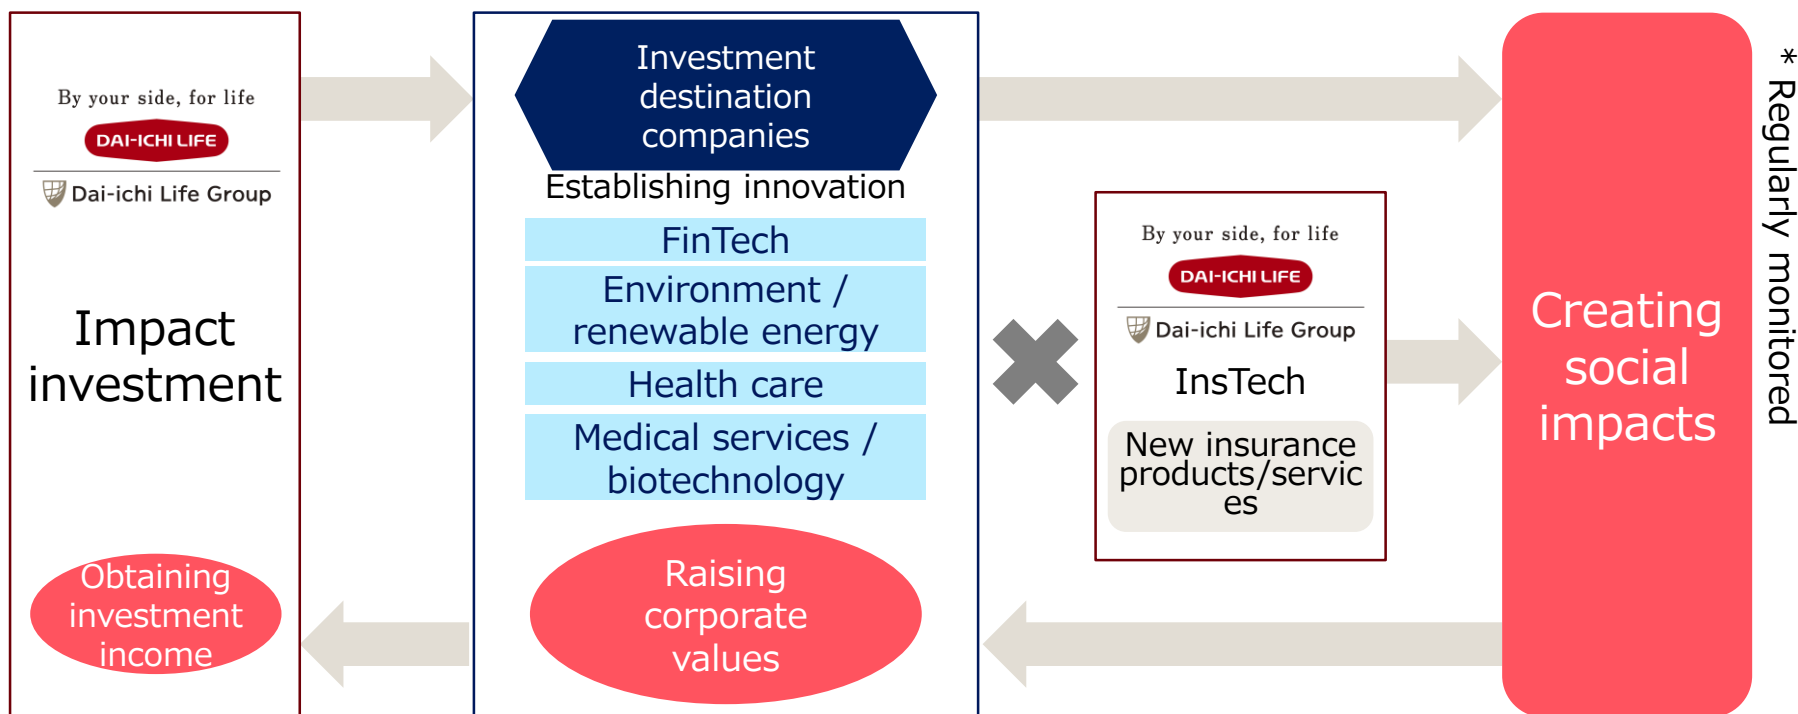 By your side, for life
DAI-ICHI LIFE
Dai-ichi Life Group
Impact
investment
Obtaining
investment
income
Investment
destination
companies
Establishing innovation
FinTech
Environment /
renewable energy
Health care
Medical services /
biotechnology
Raising
corporate
values
By your side, for life
DAI-ICHI LIFE
Dai-ichi Life Group
InsTech
New insurance
products/servic
es
Creating
social
impacts
* Regularly monitored